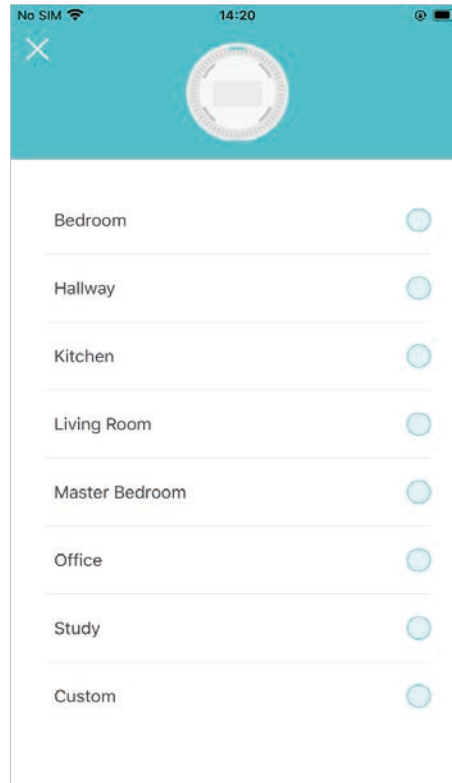 No SIM 14:20
Bedroom
Hallway
Kitchen
Living Room
Master Bedroom
Office
Study
Custom